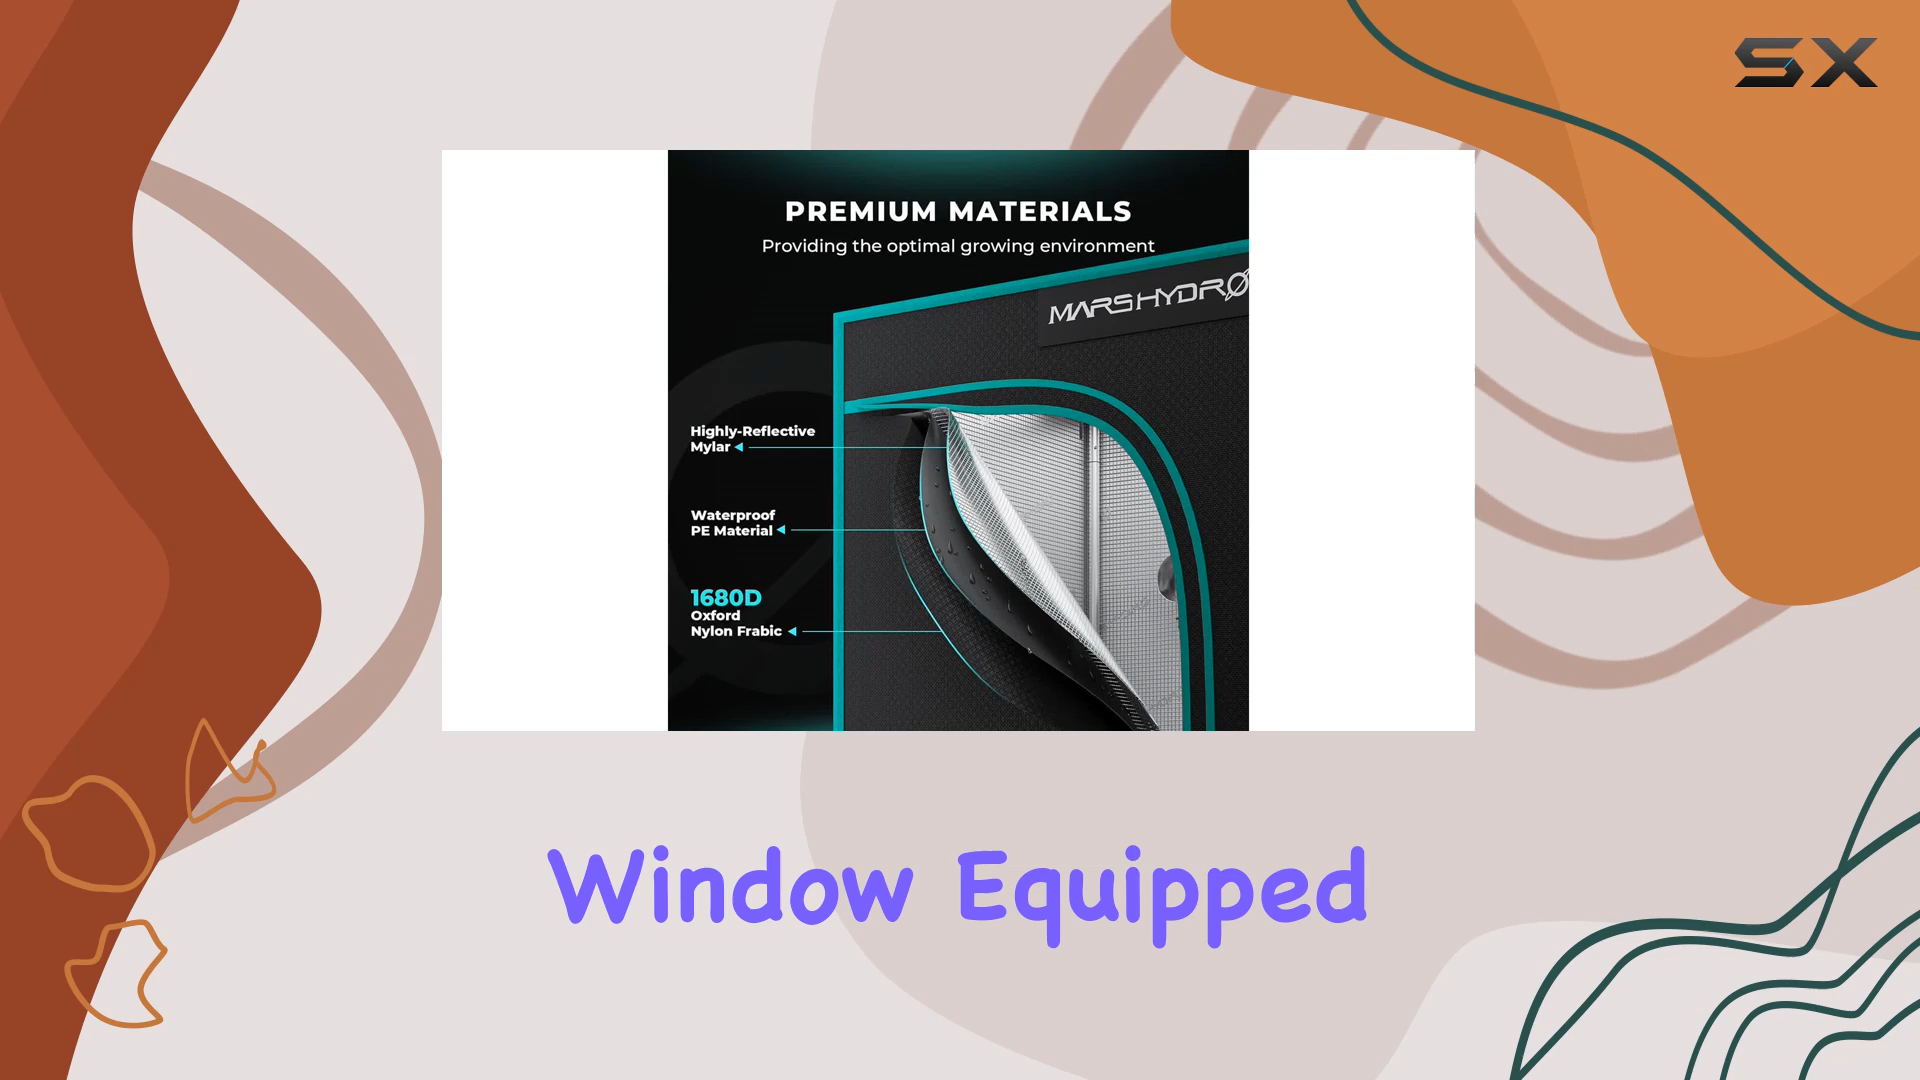 SX
PREMIUM MATERIALS
Providing the optimal growing environment
MARSHYDRO
Highly-Reflective
Mylar
Waterproof
PE Material
1680D
Oxford
Nylon Frabic
Window Equipped